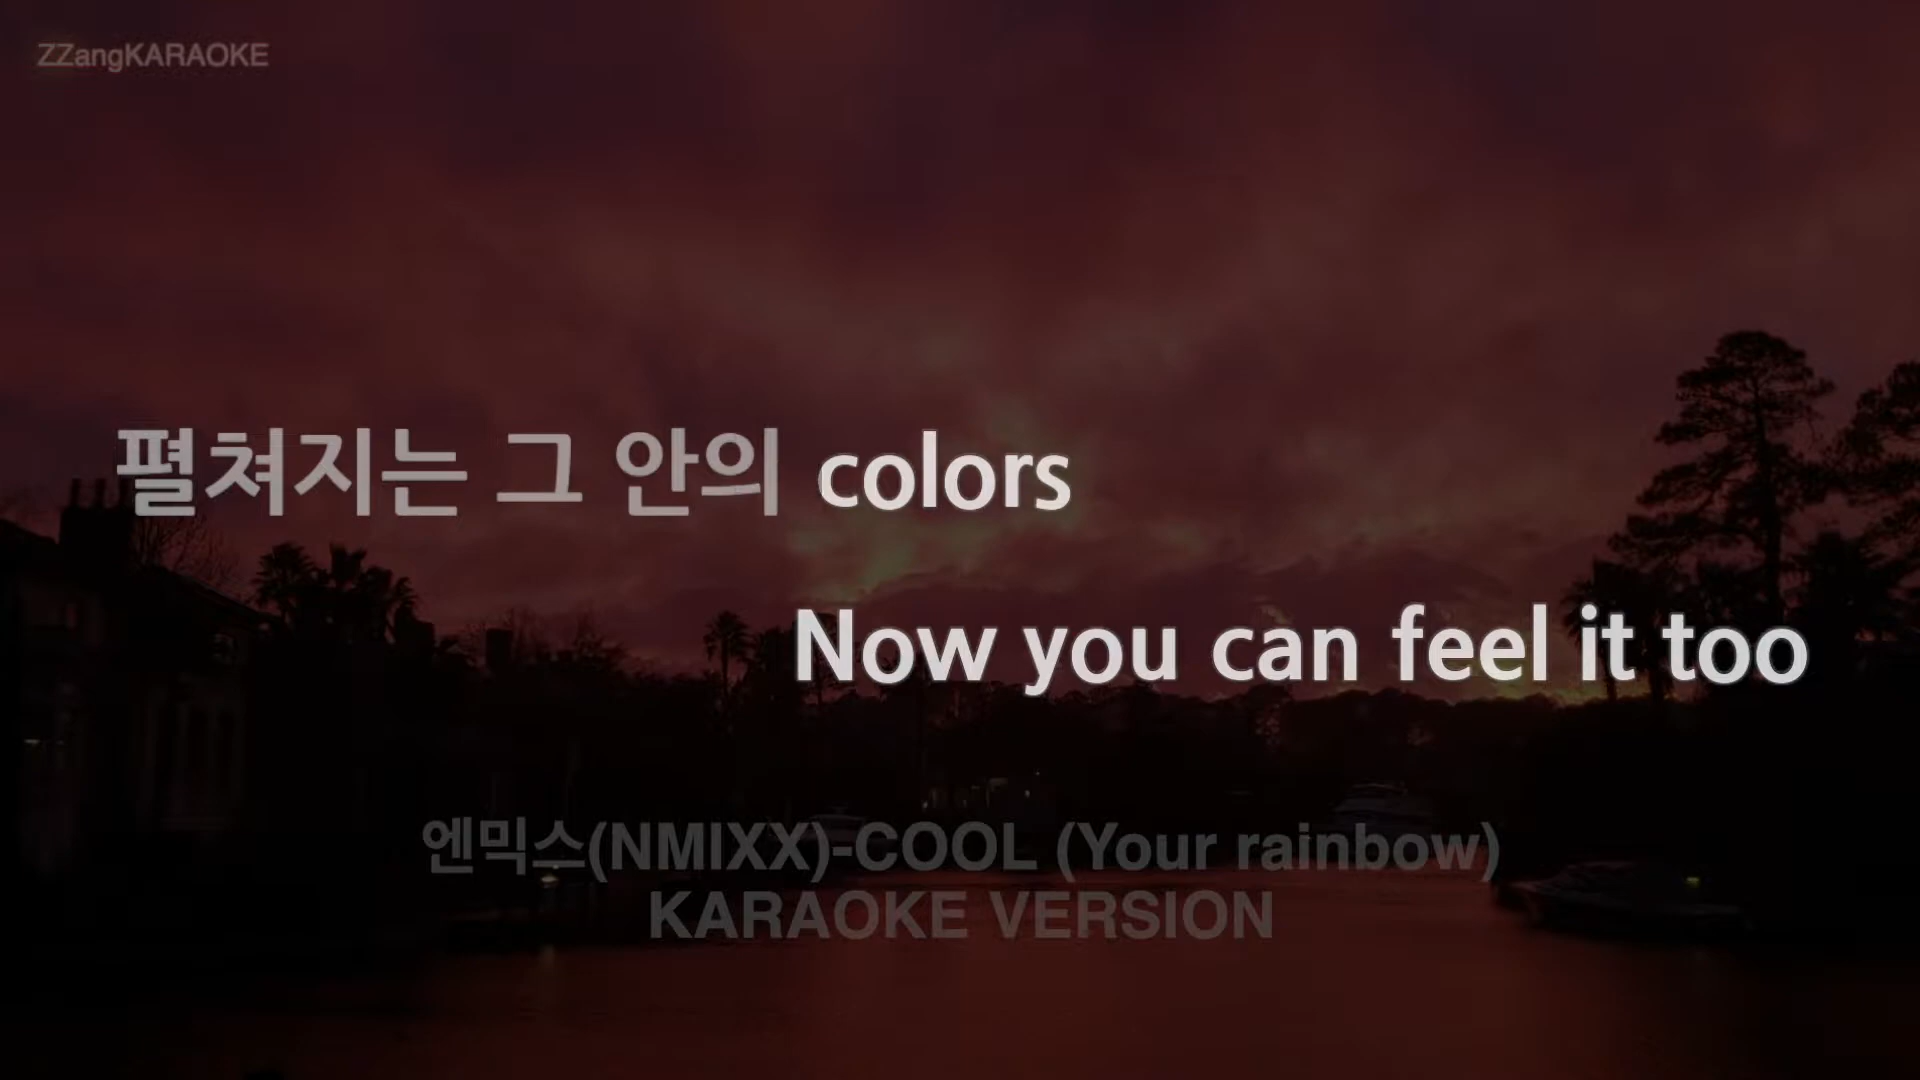 ZZangKARAOKE
펼쳐지는 그 안의 colors
Now you can feel it too
엔믹스(NMIXX)-COOL (Your rainbow)
KARAOKE VERSION